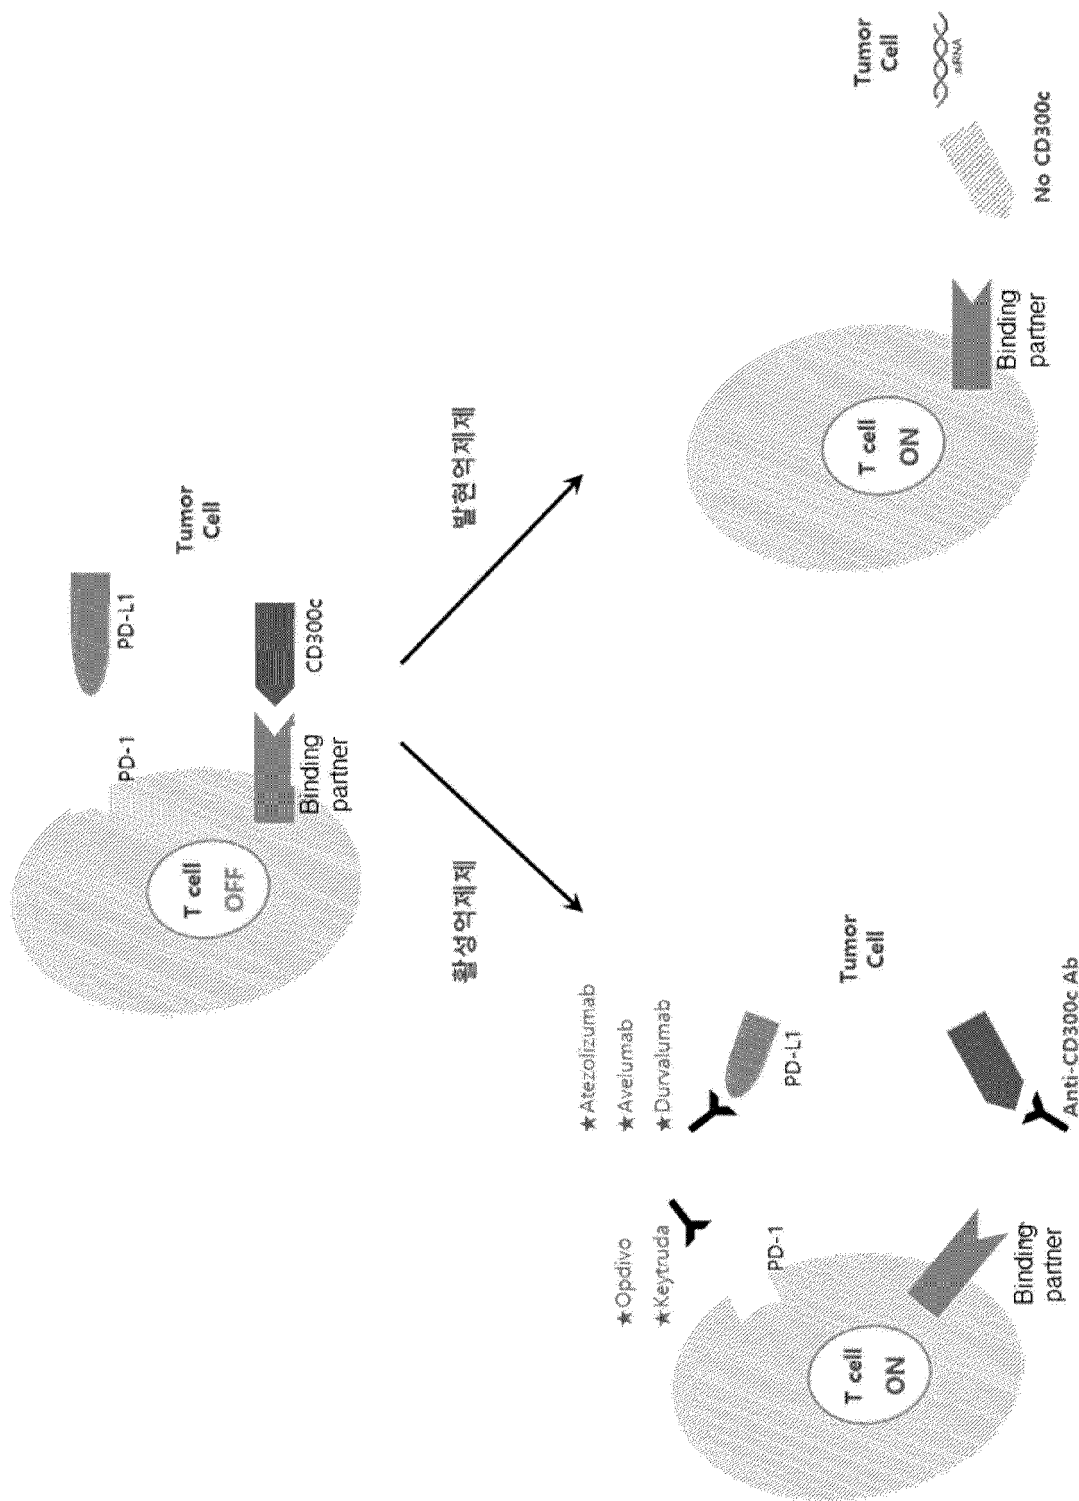 PD-1
PD-L1
T cell
OFF
Tumor
Cell
Binding
partner
CD300c
활성억제제
발현억제제
★Opdivo
★Keytruda
★Atezolizumab
★Avelumab
★Durvalumab
PD-1
PD-L1
T cell
ON
Tumor
Cell
Binding
partner
Anti-CD300c Ab
T cell
ON
Binding
partner
Tumor
Cell
siRNA
No CD300c